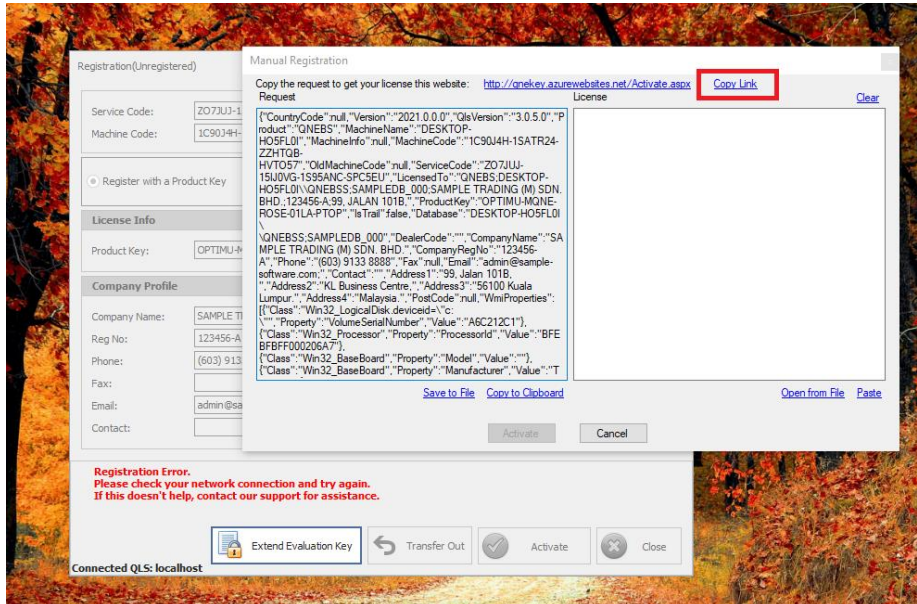 Registration(Unregistered)
Service Code:
ZO7JUJ-1
Machine Code:
1C90J4H-
Register with a Product Key
License Info
Product Key:
OPTIMU-M
Company Profile
Company Name:
SAMPLE T
Reg No:
123456-A
Phone:
(603) 913
Fax:
Email:
admin@sa
Contact:
Registration Error.
Please check your network connection and try again.
If this doesn't help, contact our support for assistance.
Extend Evaluation Key
Transfer Out
Activate
Close
Connected QLS: localhost
Manual Registration
Copy the request to get your license this website: http://qnekey.azurewebsites.net/Activate.aspx Copy Link
Request
License
Clear
{"CountryCode":null,"Version":"2021.0.0.0","QlsVersion":"3.0.5.0","P
roduct":"QNEBS","MachineName":"DESKTOP-
HO5FL0I","MachineInfo":null,"MachineCode":"1C90J4H-1SATR24-
ZZHTQB-
HVTO57","OldMachineCode":null,"ServiceCode":"ZO7JUJ-
15IJ0VG-1S95ANC-SPC5EU","LicensedTo":"QNEBS;DESKTOP-
HO5FL0I\\QNEBSS;SAMPLEDB_000;SAMPLE TRADING (M) SDN.
BHD.;123456-A;99, JALAN 101B,","ProductKey":"OPTIMU-MQNE-
ROSE-01LA-PTOP","IsTrail":false,"Database":"DESKTOP-HO5FL0I
\
\QNEBSS;SAMPLEDB_000","DealerCode":"","CompanyName":"SA
MPLE TRADING (M) SDN. BHD.","CompanyRegNo":"123456-
A","Phone":"(603) 9133 8888","Fax":null,"Email":"admin@sample-
software.com;","Contact":"","Address1":"99, Jalan 101B,
","Address2":"KL Business Centre,","Address3":"56100 Kuala
Lumpur.","Address4":"Malaysia.","PostCode":null,"WmiProperties":
[{"Class":"Win32_LogicalDisk.deviceid=\"c:
\"","Property":"VolumeSerialNumber","Value":"A6C212C1"},
{"Class":"Win32_Processor","Property":"ProcessorId","Value":"BFE
BFBFF000206A7"},
{"Class":"Win32_BaseBoard","Property":"Model","Value":""},
{"Class":"Win32_BaseBoard","Property":"Manufacturer","Value":"T
Save to File
Copy to Clipboard
Open from File
Paste
Activate
Cancel